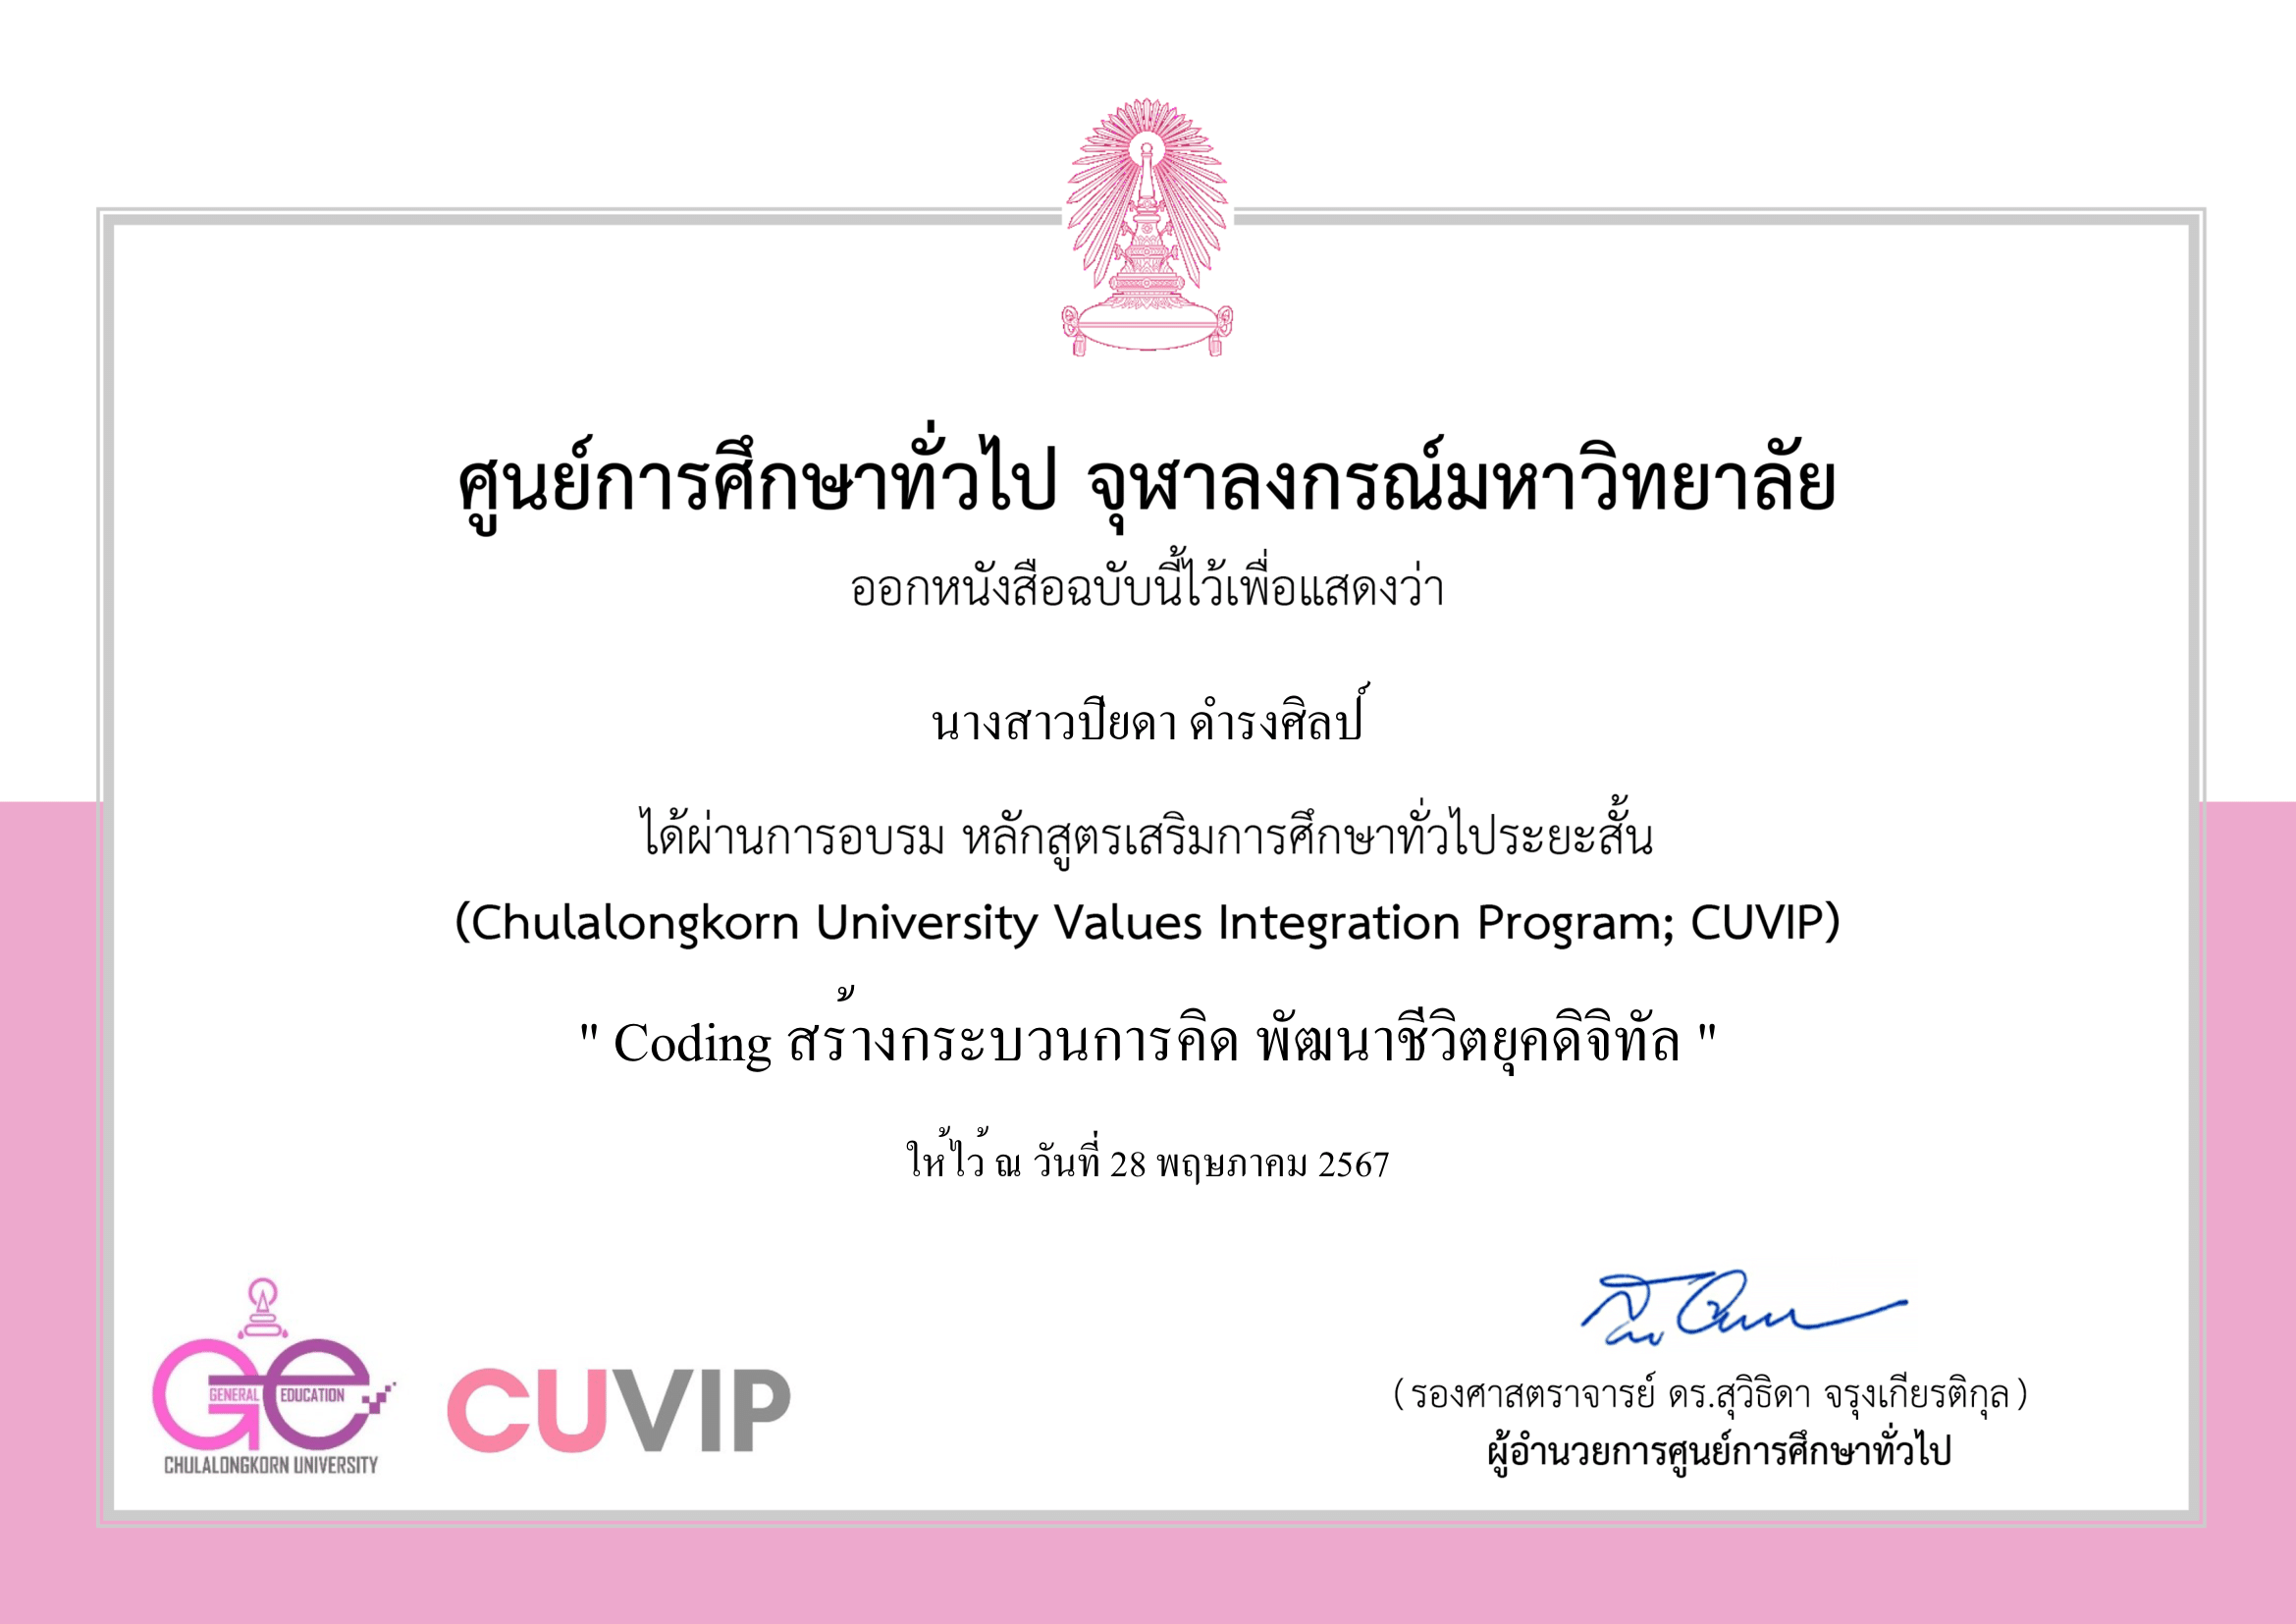 ศูนย์การศึกษาทั่วไป จุฬาลงกรณ์มหาวิทยาลัย
ออกหนังสือฉบับนี้ไว้เพื่อแสดงว่า
นางสาวปิยดา ดำรงศิลป์
ได้ผ่านการอบรม หลักสูตรเสริมการศึกษาทั่วไประยะสั้น
(Chulalongkorn University Values Integration Program; CUVIP)
" Coding สร้างกระบวนการคิด พัฒนาชีวิตยุคดิจิทัล "
ให้ไว้ ณ วันที่ 28 พฤษภาคม 2567
GENERAL EDUCATION
CHULALONGKORN UNIVERSITY
CUVIP
(รองศาสตราจารย์ ดร.สุวิธิดา จรุงเกียรติกุล)
ผู้อำนวยการศูนย์การศึกษาทั่วไป